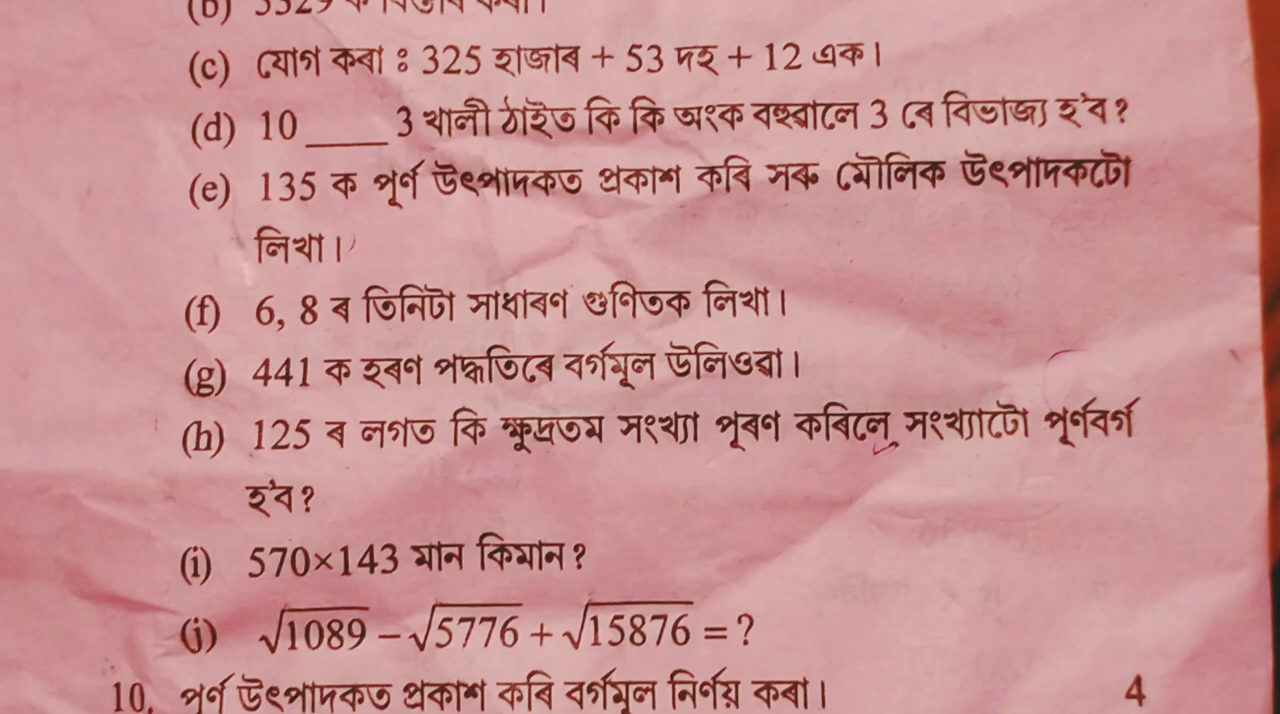 (b) 5529 ক
(c) যোগ কৰা ঃ 325 হাজাৰ + 53 দহ + 12 এক।
(d) 10 _____ 3 খালী ঠাইত কি কি অংক বহুৱালে 3 ৰে বিভাজ্য হ'ব?
(e) 135 ক পূৰ্ণ উৎপাদকত প্ৰকাশ কৰি সৰু মৌলিক উৎপাদকটো
লিখা।
(f) 6, 8 ৰ তিনিটা সাধাৰণ গুণিতক লিখা।
(g) 441 ক হৰণ পদ্ধতিৰে বৰ্গমূল উলিওৱা।
(h) 125 ৰ লগত কি ক্ষুদ্ৰতম সংখ্যা পূৰণ কৰিলে সংখ্যাটো পূৰ্ণবৰ্গ
হ'ব?
(i) 570×143 মান কিমান?
(j) √1089 – √5776 + √15876 = ?
10. পূৰ্ণ উৎপাদকত প্ৰকাশ কৰি বৰ্গমূল নিৰ্ণয় কৰা। 4